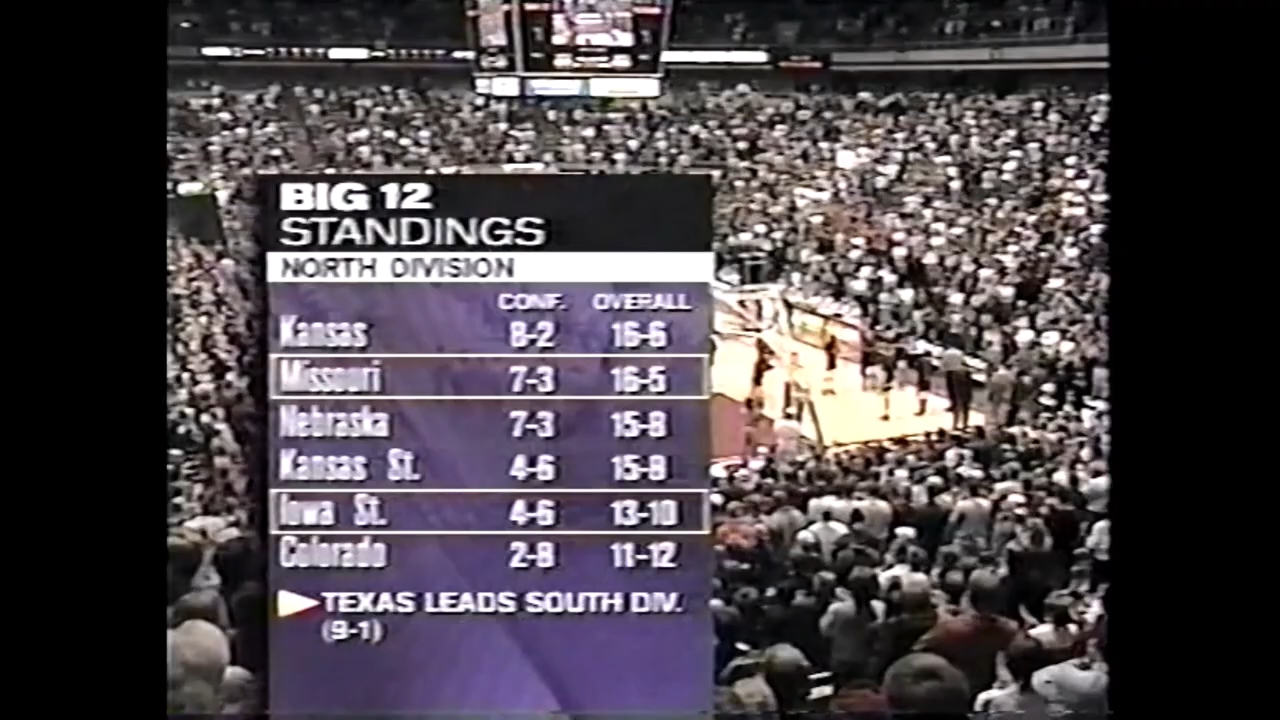 BIG 12
STANDINGS
NORTH DIVISION
CONF. OVERALL
Kansas 8-2 16-6
Missouri 7-3 16-5
Nebraska 7-3 15-8
Kansas St. 4-6 15-8
Iowa St. 4-6 13-10
Colorado 2-8 11-12
TEXAS LEADS SOUTH DIV.
(9-1)